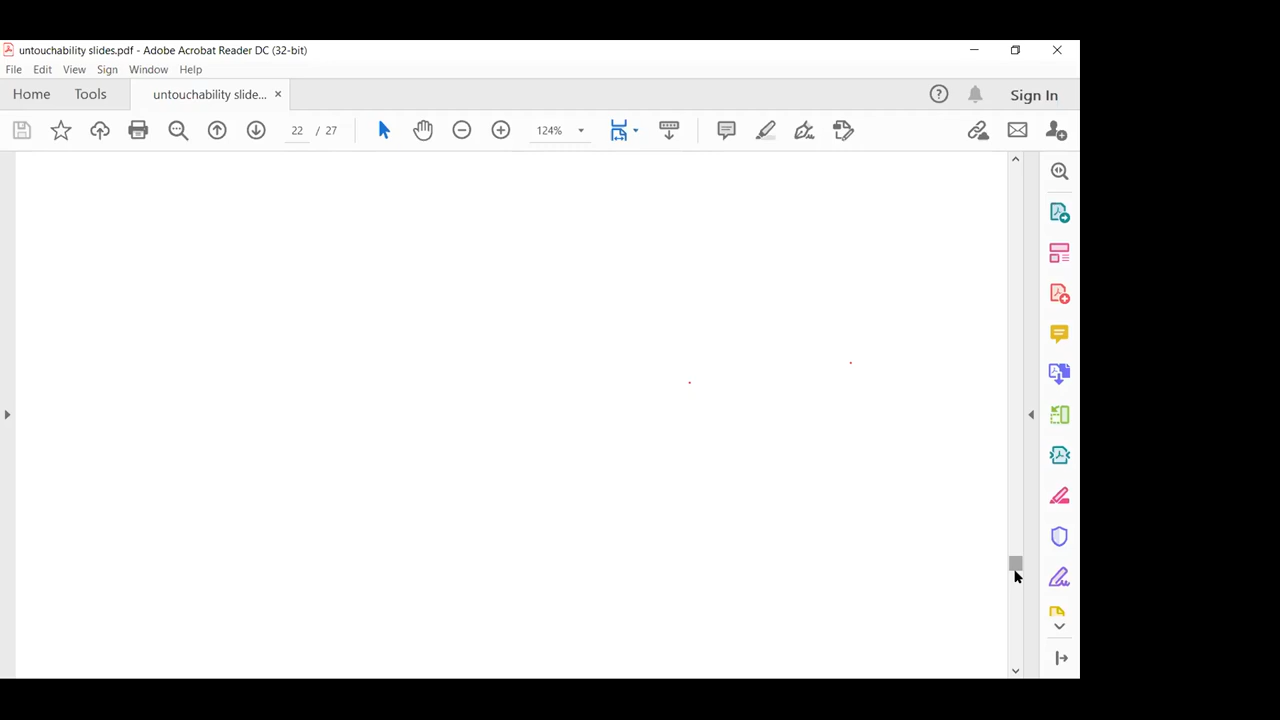 untouchability slides.pdf - Adobe Acrobat Reader DC (32-bit)
File Edit View Sign Window Help
Home Tools untouchability slide... × Sign In
22 / 27 124%